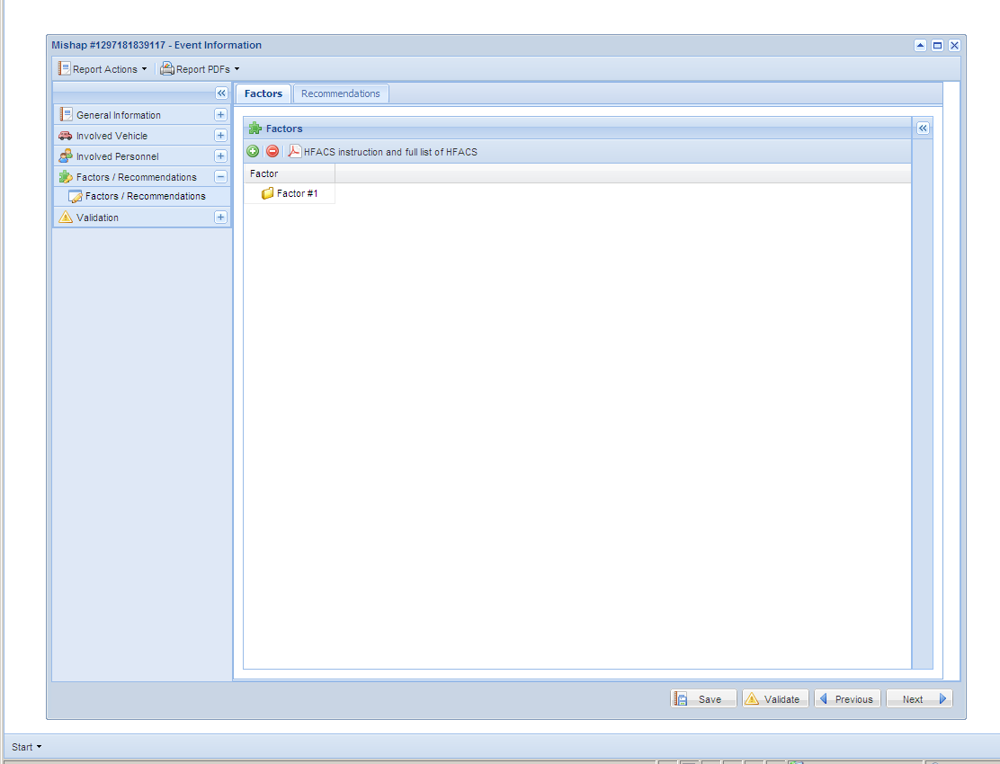 Mishap #1297181839117 - Event Information
Report Actions Report PDFs
Factors Recommendations
General Information
Involved Vehicle
Involved Personnel
Factors / Recommendations
Factors / Recommendations
Validation
Factors
HFACS instruction and full list of HFACS
Factor
Factor #1
Save Validate Previous Next
Start